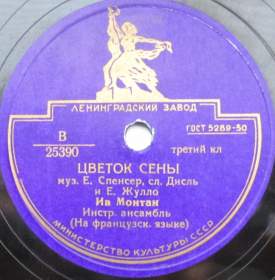 ЛЕНИНГРАДСКИЙ ЗАВОД
ГОСТ 5289-50
В
25390
третий кл
ЦВЕТОК СЕНЫ
муз. Е. Спенсер, сл. Дисль
и Е. Жулло
Ив Монтан
Инстр. ансамбль
(На французск. языке)
МИНИСТЕРСТВО КУЛЬТУРЫ СССР